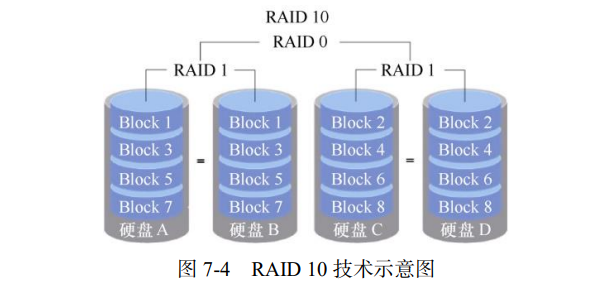 RAID 10
RAID 0
RAID 1 RAID 1
Block 1 Block 1 Block 2 Block 2
Block 3 Block 3 Block 4 Block 4
= =
Block 5 Block 5 Block 6 Block 6
Block 7 Block 7 Block 8 Block 8
硬盘 A 硬盘 B 硬盘 C 硬盘 D
图 7-4 RAID 10 技术示意图